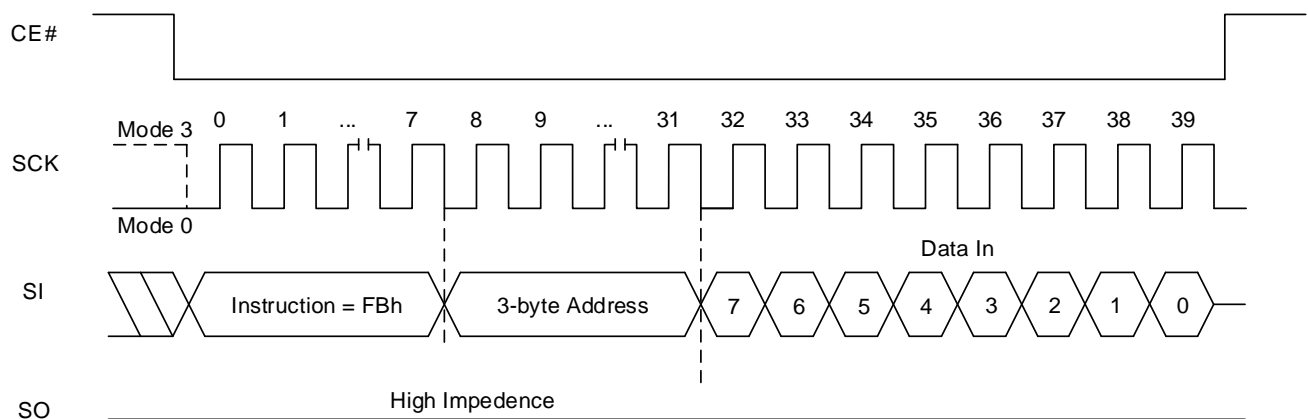 CE#
Mode 3
0 1 ... 7 8 9 ... 31 32 33 34 35 36 37 38 39
SCK
Mode 0
Data In
SI
Instruction = FBh
3-byte Address
7 6 5 4 3 2 1 0
High Impedence
SO